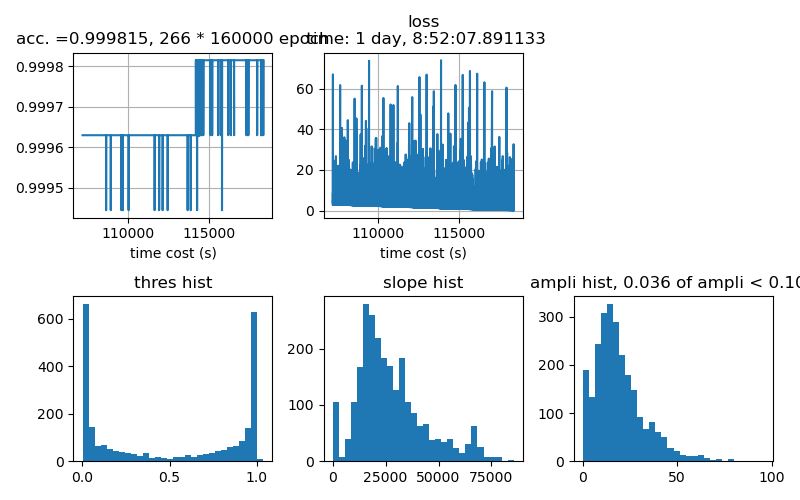 loss
acc. =0.999815, 266 * 160000 epoch
time: 1 day, 8:52:07.891133
0.9998
0.9997
0.9996
0.9995
110000 115000
time cost (s)
60
40
20
0
110000 115000
time cost (s)
thres hist
600
400
200
0
0.0 0.5 1.0
slope hist
200
100
0
0 25000 50000 75000
ampli hist, 0.036 of ampli < 0.10
300
200
100
0
0 50 100